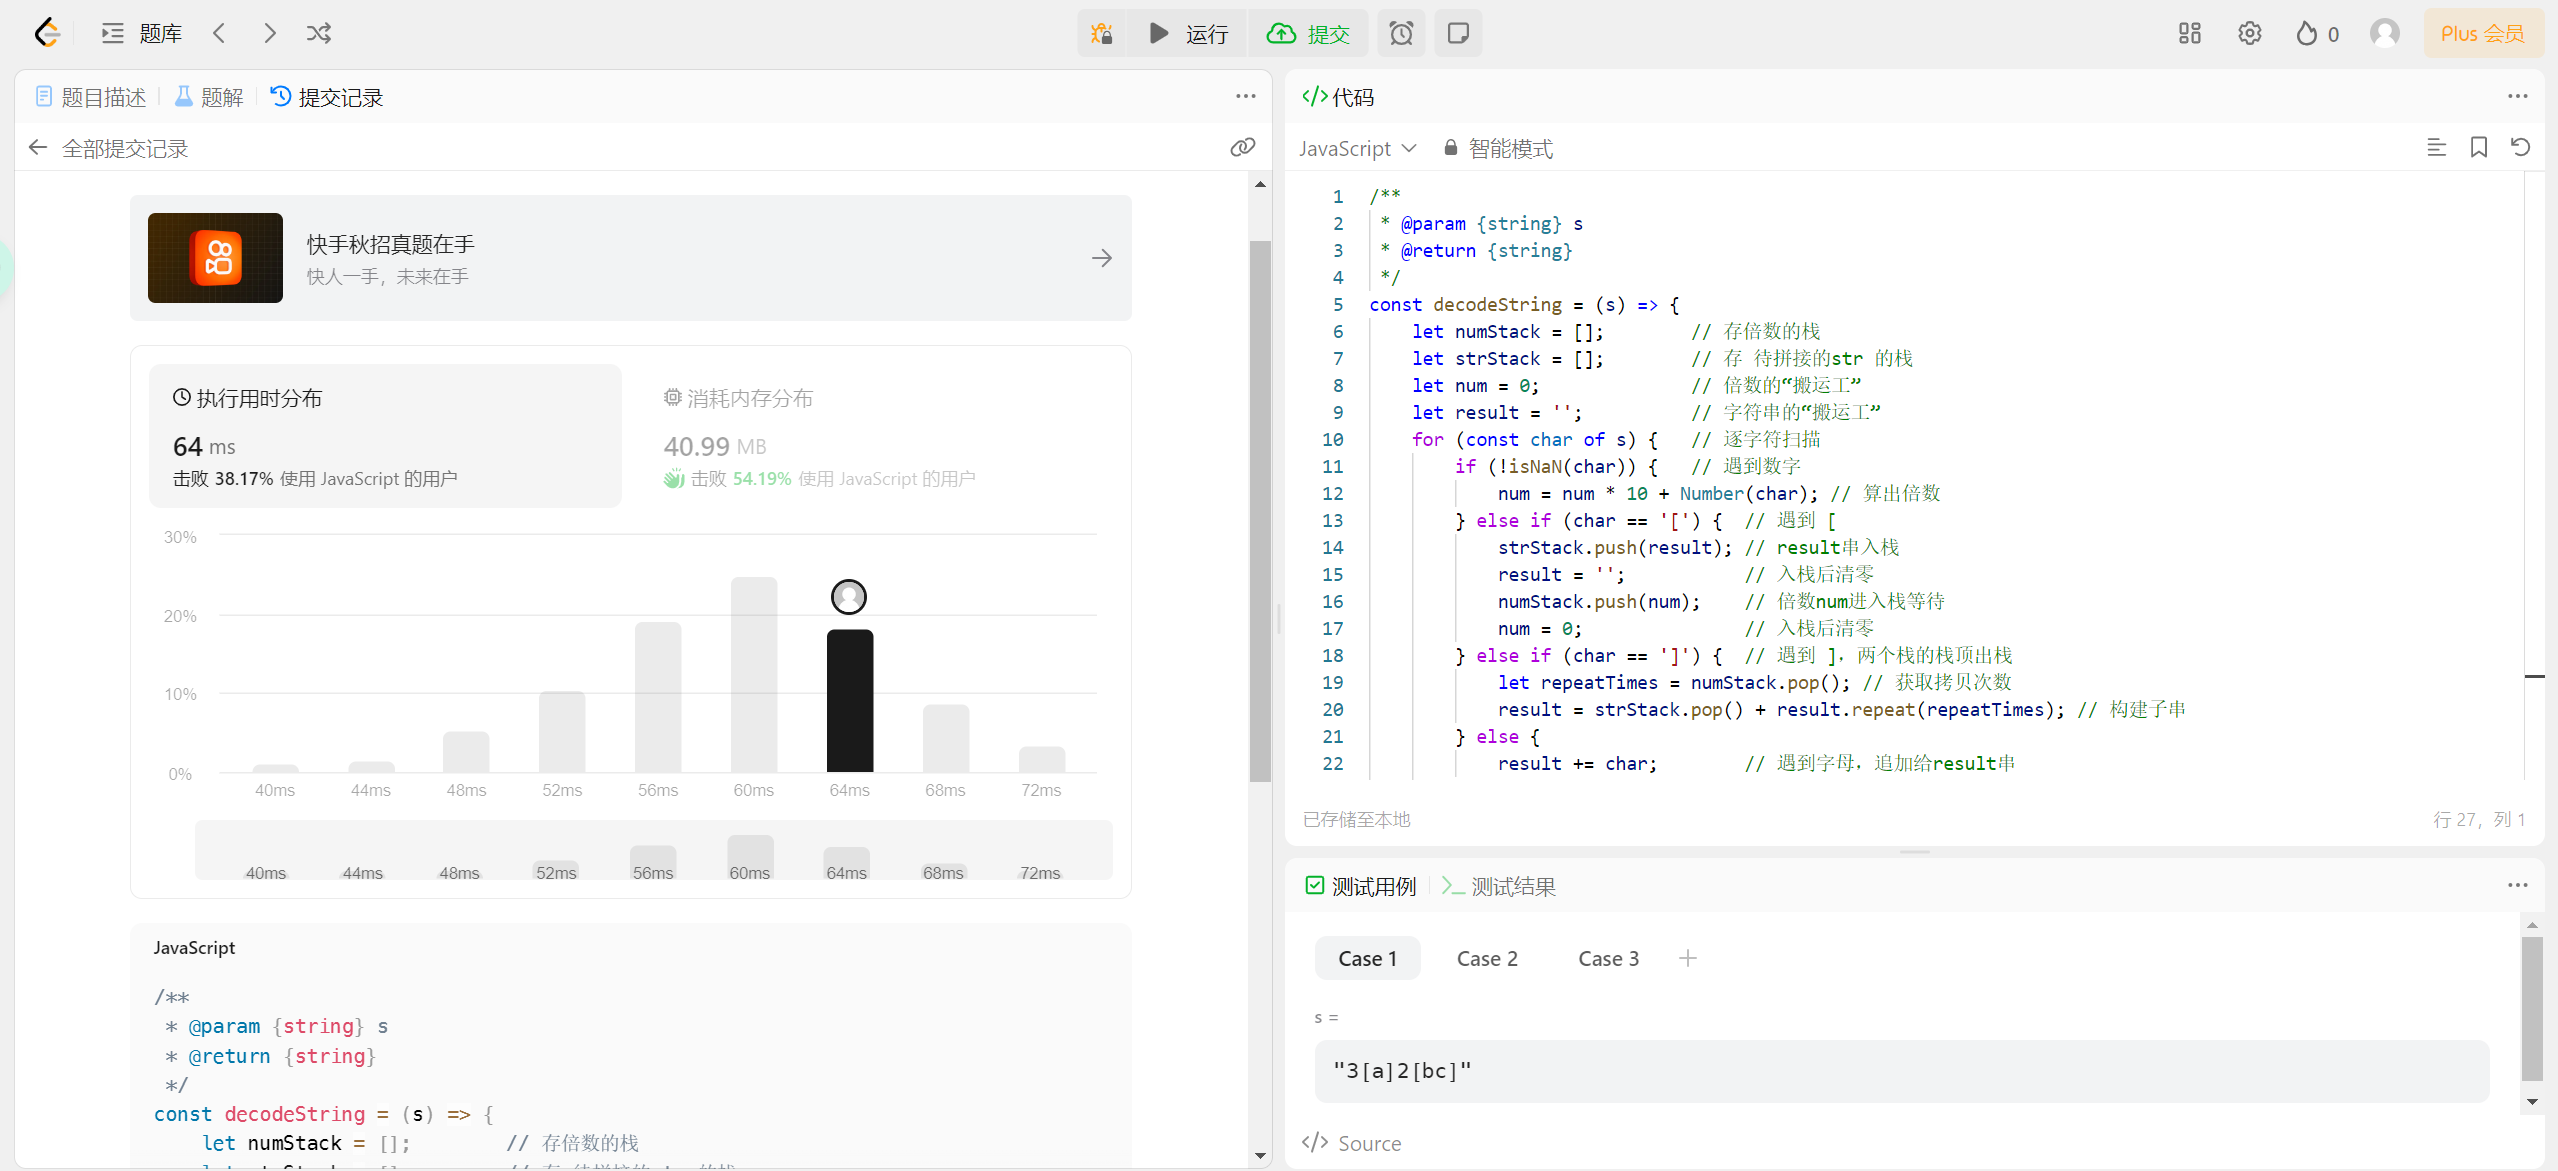 题库
运行
提交
0
Plus 会员
题目描述
题解
提交记录
全部提交记录
快手秋招真题在手
快人一手，未来在手
执行用时分布
64 ms
击败 38.17% 使用 JavaScript 的用户
消耗内存分布
40.99 MB
击败 54.19% 使用 JavaScript 的用户
30%
20%
10%
0%
40ms 44ms 48ms 52ms 56ms 60ms 64ms 68ms 72ms
40ms 44ms 48ms 52ms 56ms 60ms 64ms 68ms 72ms
JavaScript
/**
 * @param {string} s
 * @return {string}
 */
const decodeString = (s) => {
    let numStack = [];        // 存倍数的栈
代码
JavaScript
智能模式
1 /**
2  * @param {string} s
3  * @return {string}
4  */
5 const decodeString = (s) => {
6     let numStack = [];        // 存倍数的栈
7     let strStack = [];        // 存 待拼接的str 的栈
8     let num = 0;              // 倍数的“搬运工”
9     let result = '';          // 字符串的“搬运工”
10     for (const char of s) {   // 逐字符扫描
11         if (!isNaN(char)) {   // 遇到数字
12             num = num * 10 + Number(char); // 算出倍数
13         } else if (char == '[') {  // 遇到 [
14             strStack.push(result); // result串入栈
15             result = '';           // 入栈后清零
16             numStack.push(num);    // 倍数num进入栈等待
17             num = 0;               // 入栈后清零
18         } else if (char == ']') {  // 遇到 ]，两个栈的栈顶出栈
19             let repeatTimes = numStack.pop(); // 获取拷贝次数
20             result = strStack.pop() + result.repeat(repeatTimes); // 构建子串
21         } else {
22             result += char;        // 遇到字母，追加给result串
已存储至本地
行 27，列 1
测试用例
测试结果
Case 1
Case 2
Case 3
s =
"3[a]2[bc]"
Source